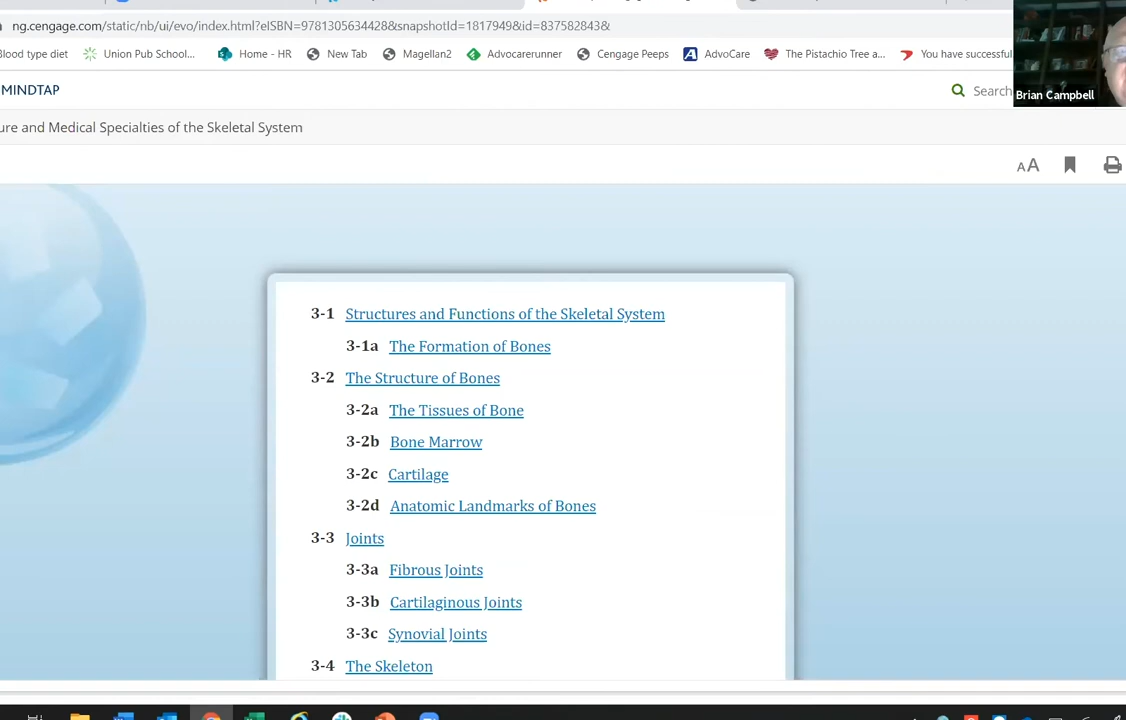 ng.cengage.com/static/nb/ui/evo/index.html?eISBN=9781305634428&snapshotId=1817949&id=837582843&
Blood type diet Union Pub School... Home - HR New Tab Magellan2 Advocarerunner Cengage Peeps AdvoCare The Pistachio Tree a... You have successful
Brian Campbell
MINDTAP
Search
ure and Medical Specialties of the Skeletal System
AA
3-1 Structures and Functions of the Skeletal System
3-1a The Formation of Bones
3-2 The Structure of Bones
3-2a The Tissues of Bone
3-2b Bone Marrow
3-2c Cartilage
3-2d Anatomic Landmarks of Bones
3-3 Joints
3-3a Fibrous Joints
3-3b Cartilaginous Joints
3-3c Synovial Joints
3-4 The Skeleton